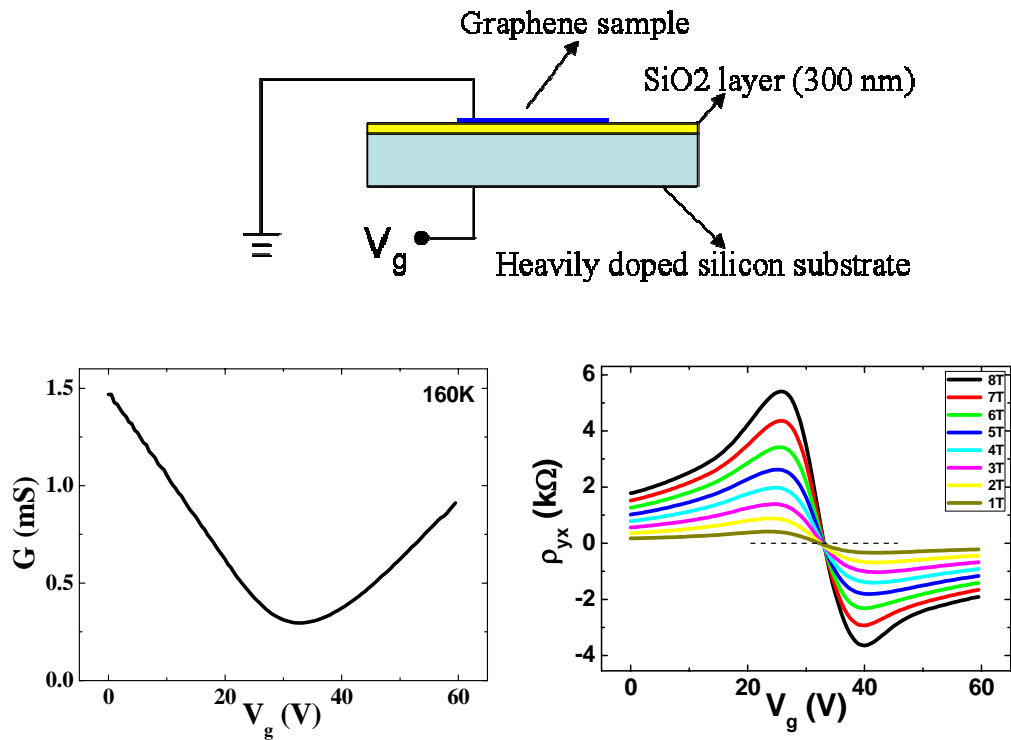 Graphene sample
SiO2 layer (300 nm)
Vg
Heavily doped silicon substrate
1.5
1.0
0.5
0.0
G (mS)
160K
0
20
40
60
Vg (V)
6
4
2
0
-2
-4
ρyx (kΩ)
8T
7T
6T
5T
4T
3T
2T
1T
0
20
40
60
Vg (V)